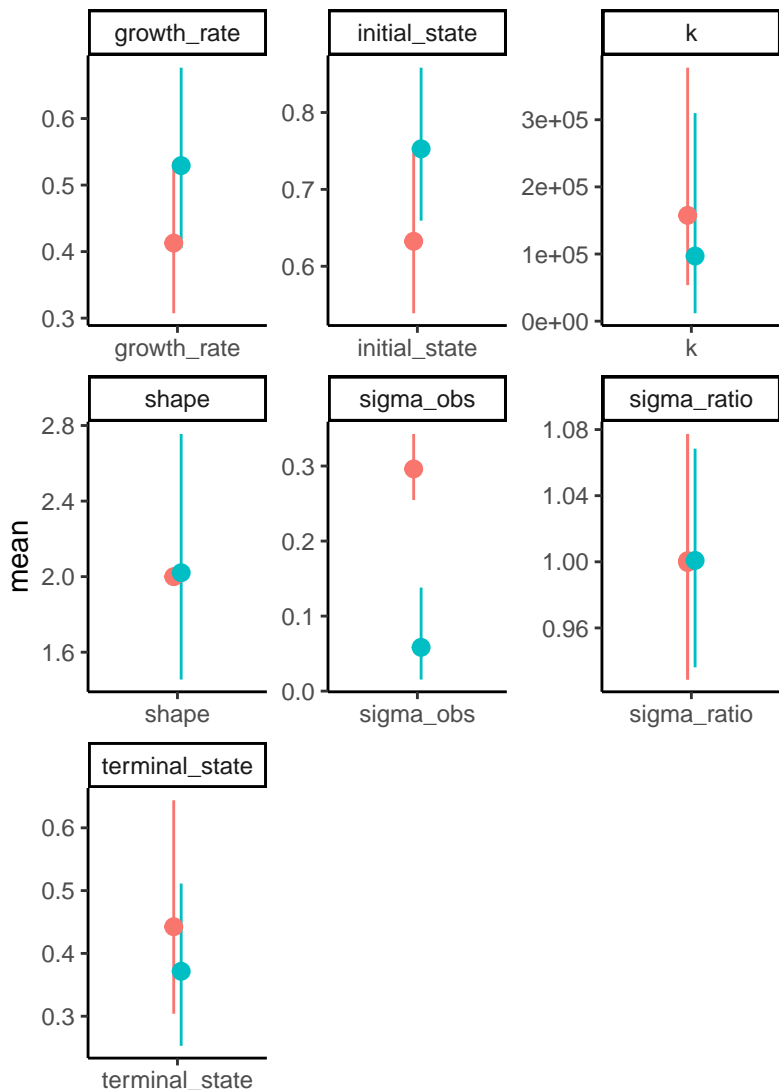 growth_rate
initial_state
k
0.6
0.5
0.4
0.3
0.8
0.7
0.6
3e+05
2e+05
1e+05
0e+00
growth_rate
initial_state
k
shape
sigma_obs
sigma_ratio
mean
2.8
2.4
2.0
1.6
0.3
0.2
0.1
0.0
1.08
1.04
1.00
0.96
shape
sigma_obs
sigma_ratio
terminal_state
0.6
0.5
0.4
0.3
terminal_state